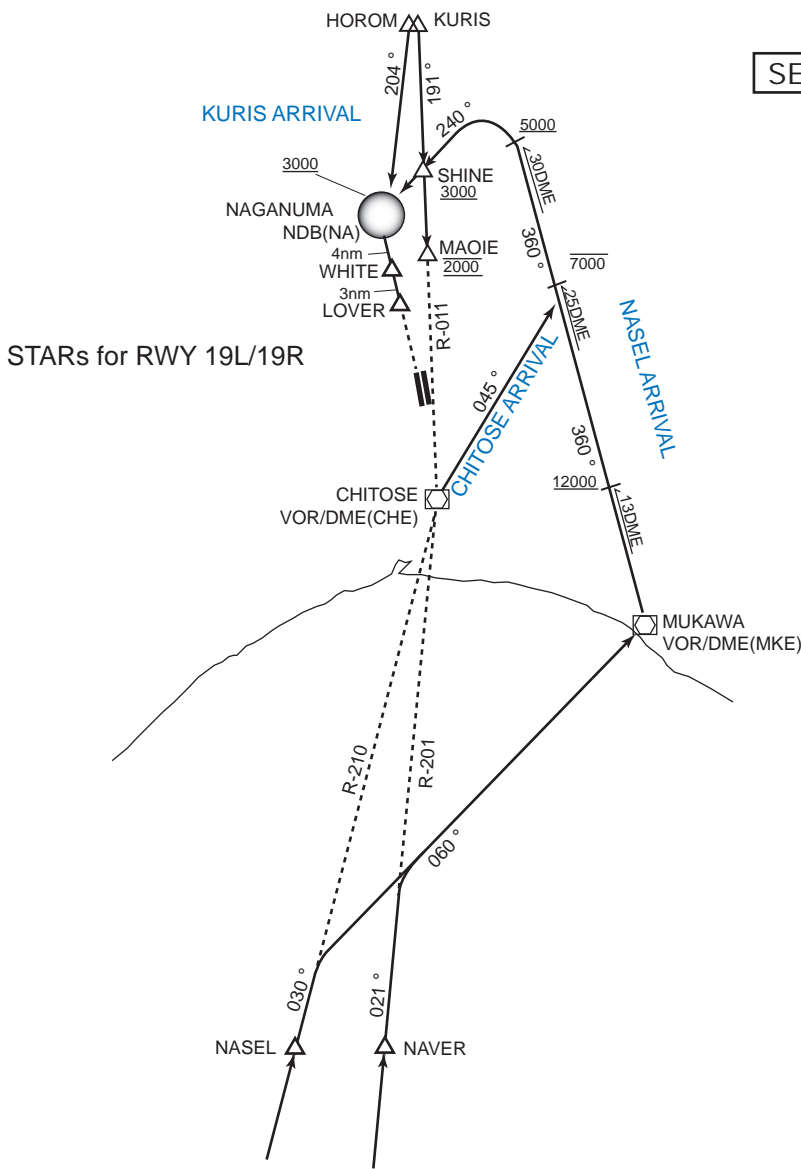 HOROM
KURIS
SE
204°
191°
KURIS ARRIVAL
240°
5000
<30DME
3000
SHINE
3000
NAGANUMA
NDB(NA)
4nm
360°
7000
MAOIE
2000
WHITE
3nm
<25DME
LOVER
R-011
NASEL ARRIVAL
STARs for RWY 19L/19R
045°
CHITOSE ARRIVAL
360°
12000
<13DME
CHITOSE
VOR/DME(CHE)
MUKAWA
VOR/DME(MKE)
R-210
R-201
060°
030°
021°
NASEL
NAVER